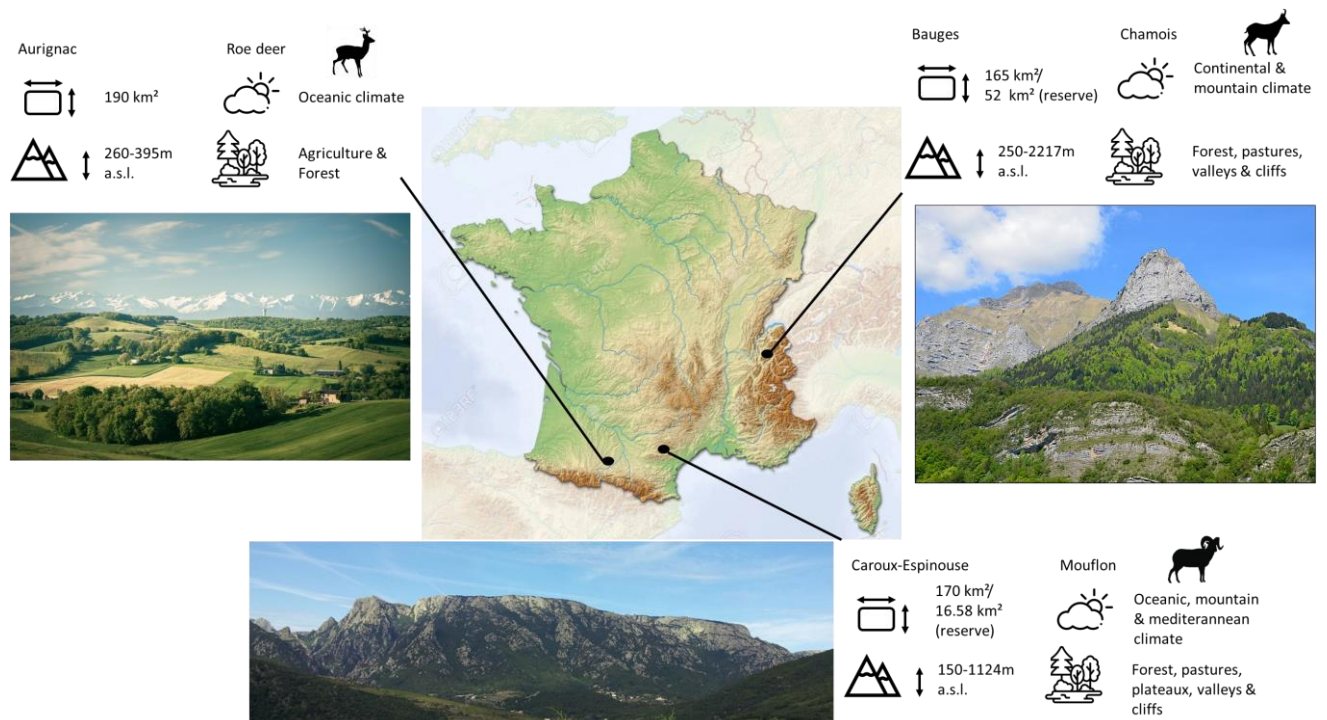 Aurignac
Roe deer
190 km²
Oceanic climate
260-395m
a.s.l.
Agriculture &
Forest
Bauges
Chamois
165 km²/
52 km² (reserve)
Continental &
mountain climate
250-2217m
a.s.l.
Forest, pastures,
valleys & cliffs
Caroux-Espinouse
Mouflon
170 km²/
16.58 km²
(reserve)
Oceanic, mountain
& mediterannean
climate
150-1124m
a.s.l.
Forest, pastures,
plateaux, valleys &
cliffs